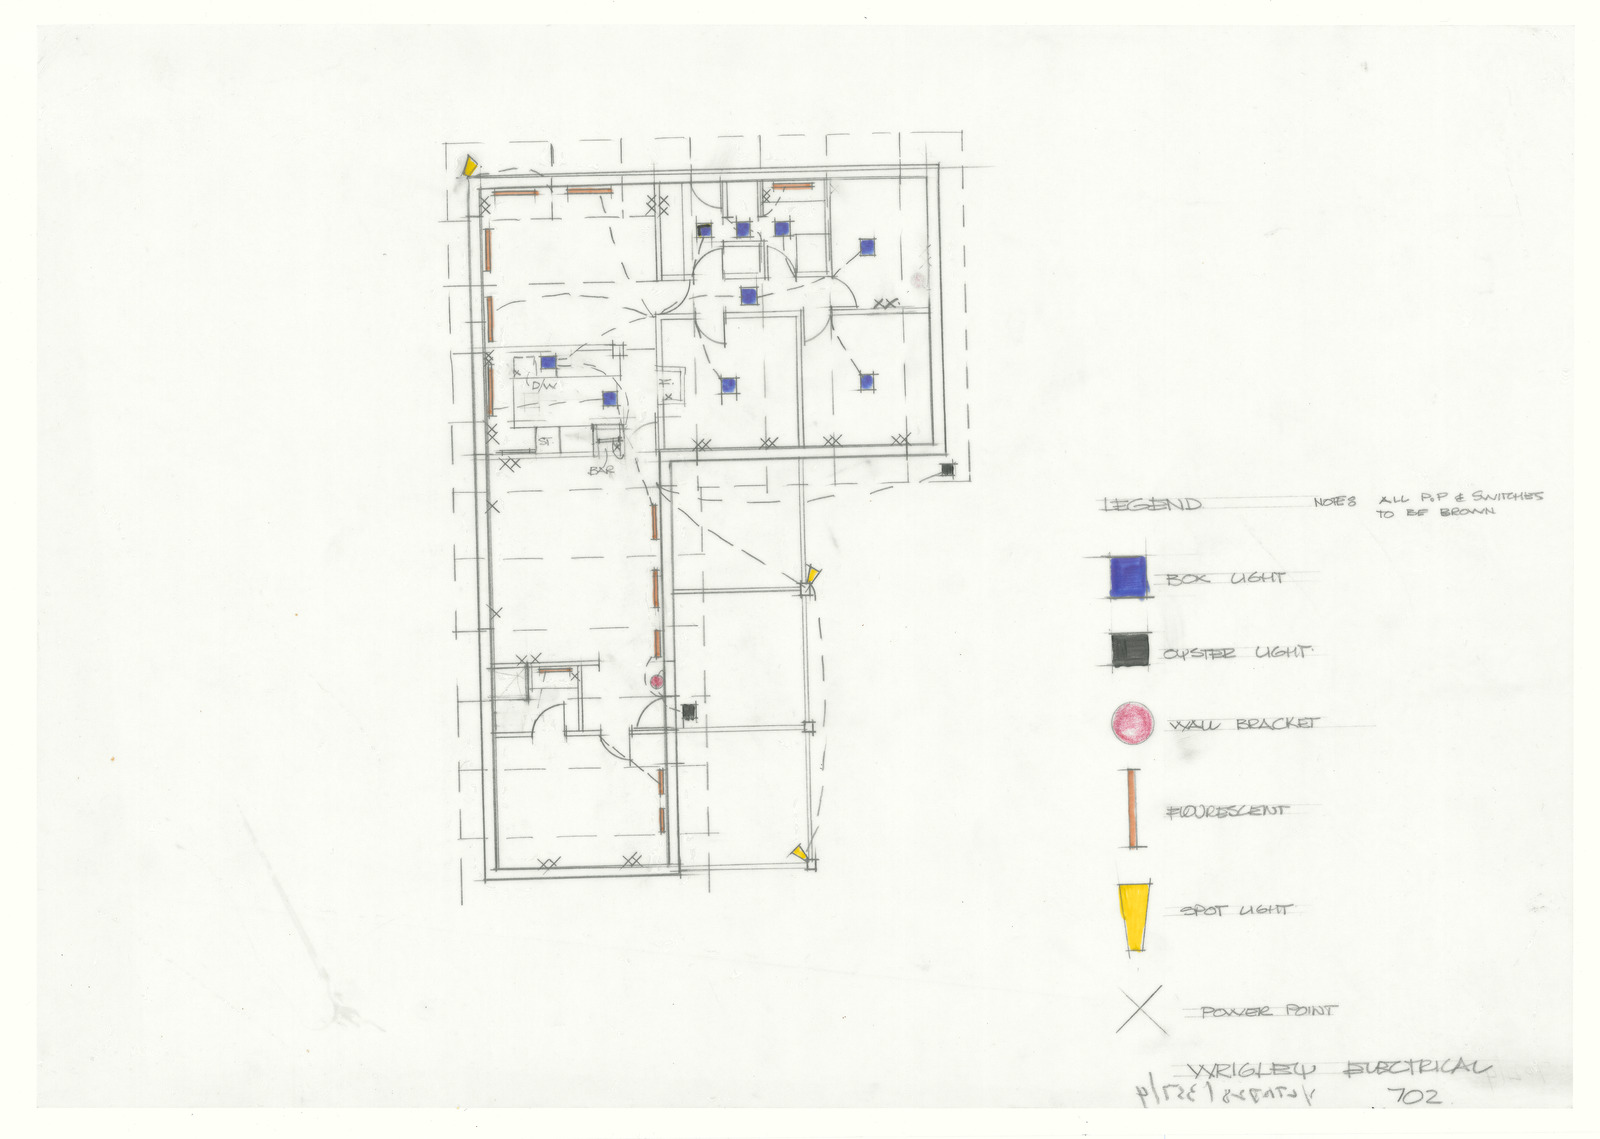 D/W
ST.
BAR
LEGEND
NOTES ALL P.P & SWITCHES
TO BE BROWN
BOX LIGHT
OYSTER LIGHT
WALL BRACKET
FLOURESCENT
SPOT LIGHT
POWER POINT
WRIGLEY ELECTRICAL
702